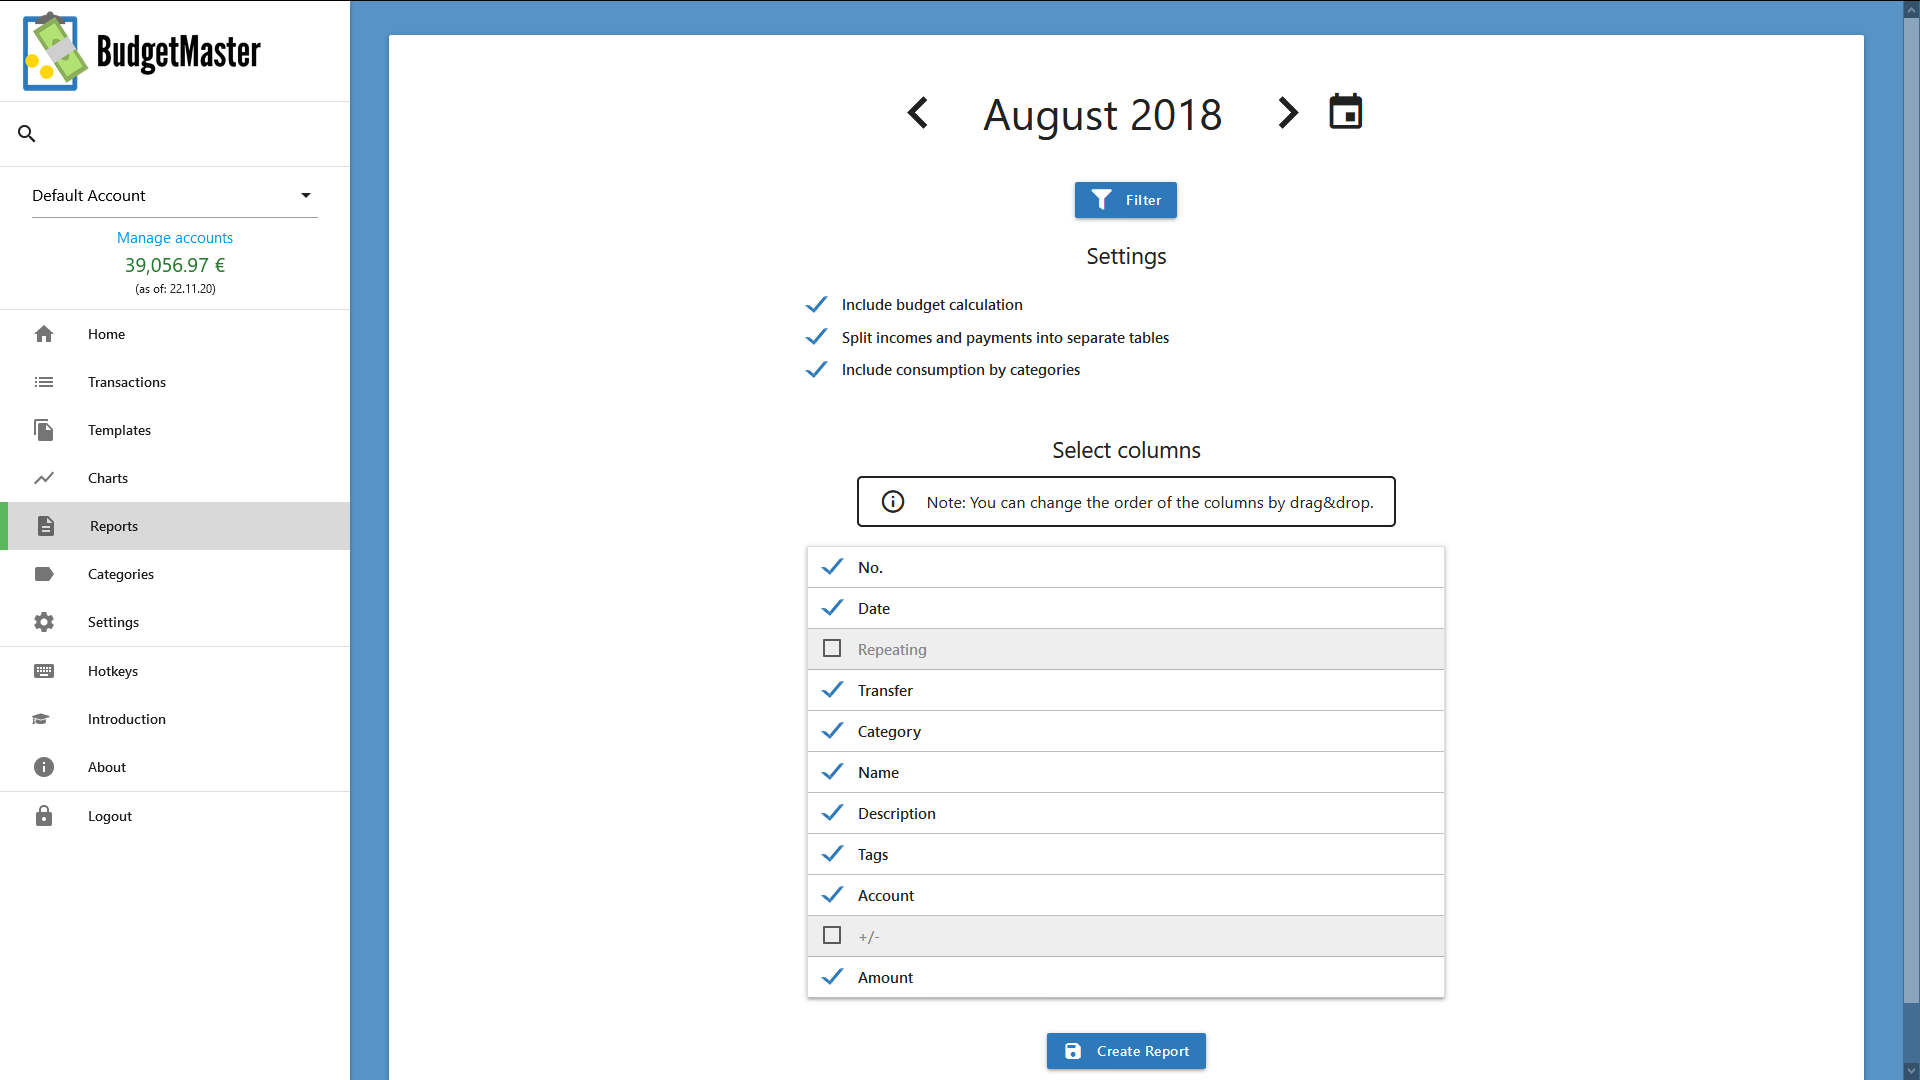 BudgetMaster
Default Account
Manage accounts
39,056.97 €
(as of: 22.11.20)
Home
Transactions
Templates
Charts
Reports
Categories
Settings
Hotkeys
Introduction
About
Logout
August 2018
Filter
Settings
Include budget calculation
Split incomes and payments into separate tables
Include consumption by categories
Select columns
Note: You can change the order of the columns by drag&drop.
No.
Date
Repeating
Transfer
Category
Name
Description
Tags
Account
+/-
Amount
Create Report